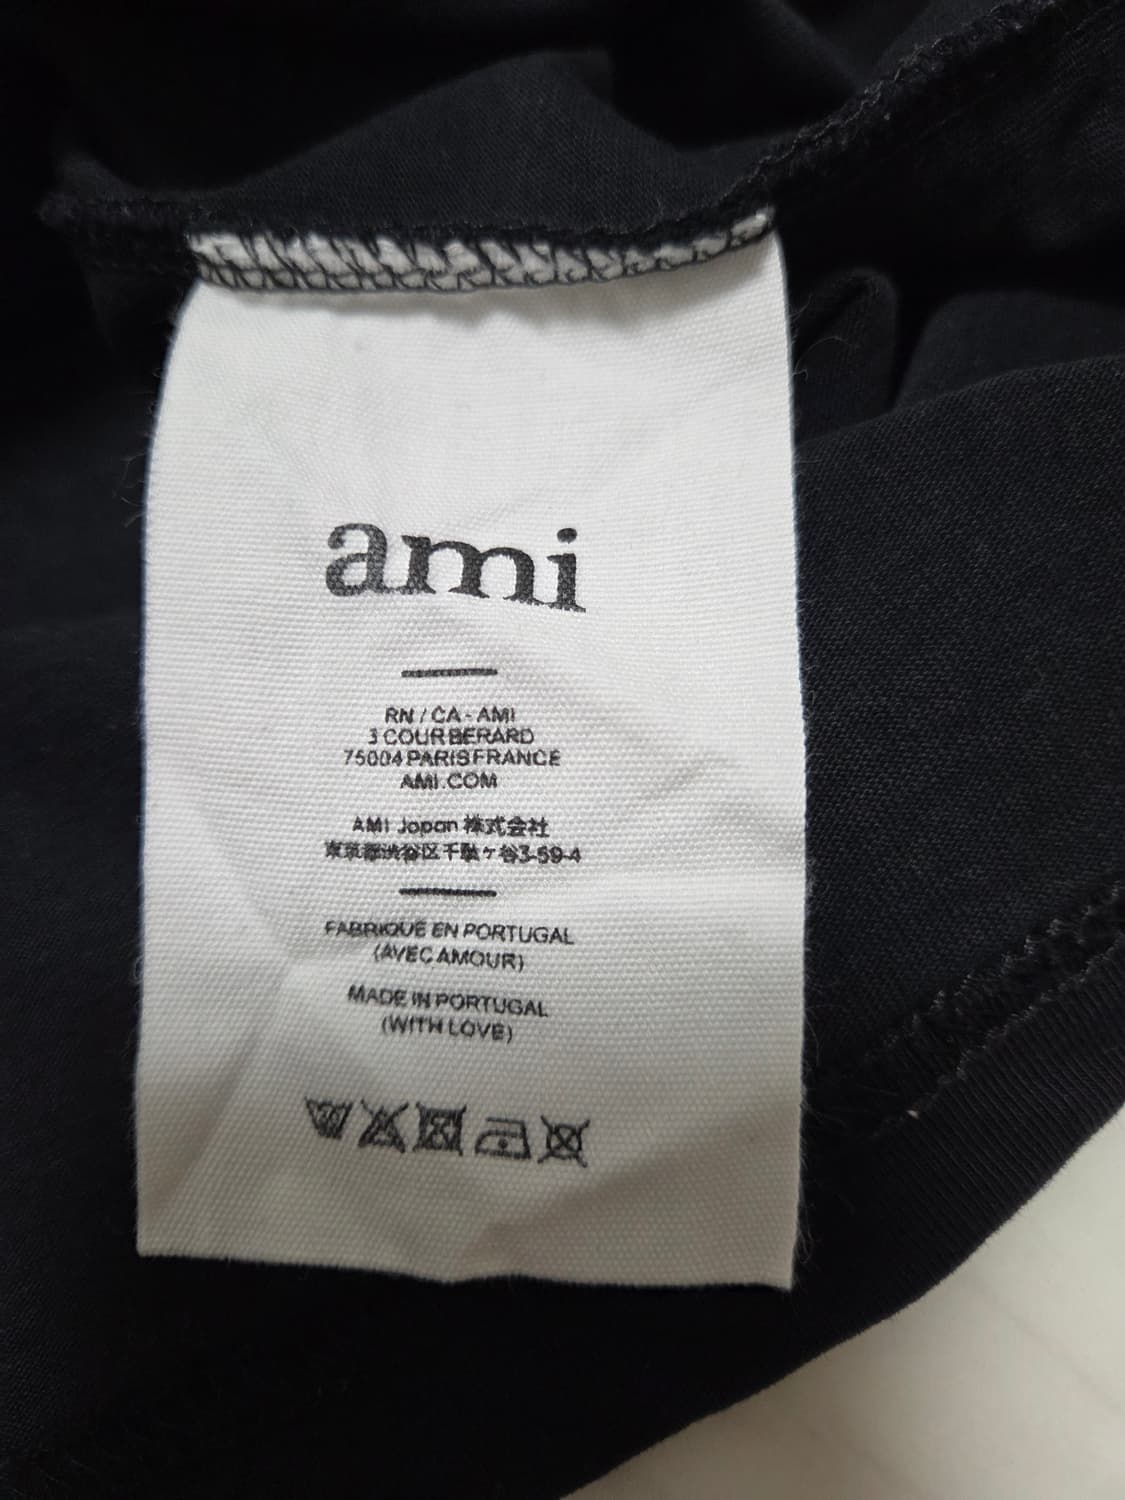 ami
RN / CA - AMI
3 COUR BERARD
75004 PARIS FRANCE
AMI.COM
AMI Japan 株式会社
東京都渋谷区千駄ヶ谷3-59-4
FABRIQUÉ EN PORTUGAL
(AVEC AMOUR)
MADE IN PORTUGAL
(WITH LOVE)